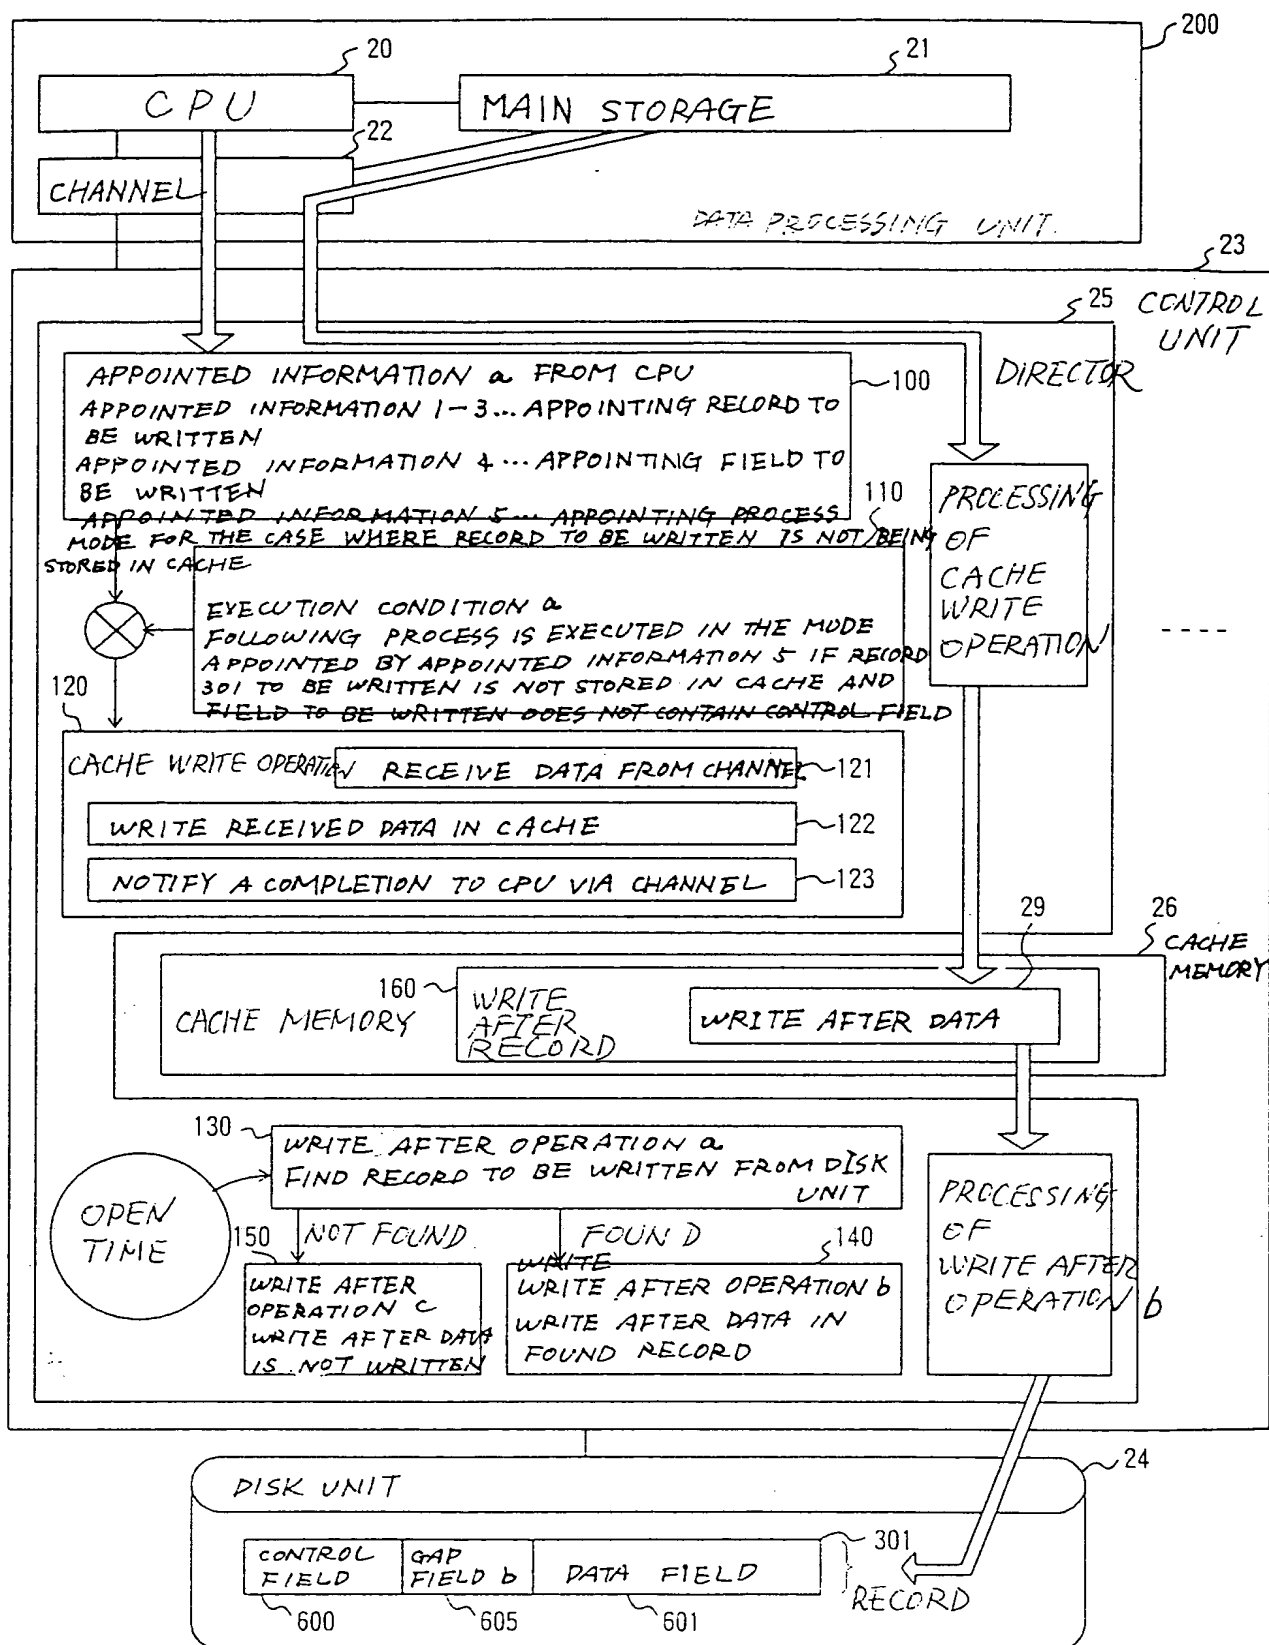 200
20
21
CPU
MAIN STORAGE
22
CHANNEL
DATA PROCESSING UNIT.
23
25
CONTROL
UNIT
DIRECTOR
APPOINTED INFORMATION a FROM CPU
100
APPOINTED INFORMATION 1-3... APPOINTING RECORD TO
BE WRITTEN
APPOINTED INFORMATION 4 ... APPOINTING FIELD TO
BE WRITTEN
APPOINTED INFORMATION 5... APPOINTING PROCESS
MODE FOR THE CASE WHERE RECORD TO BE WRITTEN IS NOT BEING
STORED IN CACHE
110
EXECUTION CONDITION a
FOLLOWING PROCESS IS EXECUTED IN THE MODE
APPOINTED BY APPOINTED INFORMATION 5 IF RECORD
301 TO BE WRITTEN IS NOT STORED IN CACHE AND
FIELD TO BE WRITTEN DOES NOT CONTAIN CONTROL FIELD
PROCESSING
OF
CACHE
WRITE
OPERATION
120
CACHE WRITE OPERATION
RECEIVE DATA FROM CHANNEL
121
WRITE RECEIVED DATA IN CACHE
122
NOTIFY A COMPLETION TO CPU VIA CHANNEL
123
29
26
CACHE
MEMORY
160
CACHE MEMORY
WRITE
AFTER
RECORD
WRITE AFTER DATA
130
WRITE AFTER OPERATION a
FIND RECORD TO BE WRITTEN FROM DISK
UNIT
OPEN
TIME
NOT FOUND
FOUND
150
140
WRITE AFTER
OPERATION c
WRITE AFTER DATA
IS NOT WRITTEN
WRITE
WRITE AFTER OPERATION b
WRITE AFTER DATA IN
FOUND RECORD
PROCESSING
OF
WRITE AFTER
OPERATION b
24
DISK UNIT
301
CONTROL
FIELD
GAP
FIELD b
DATA FIELD
RECORD
600
605
601